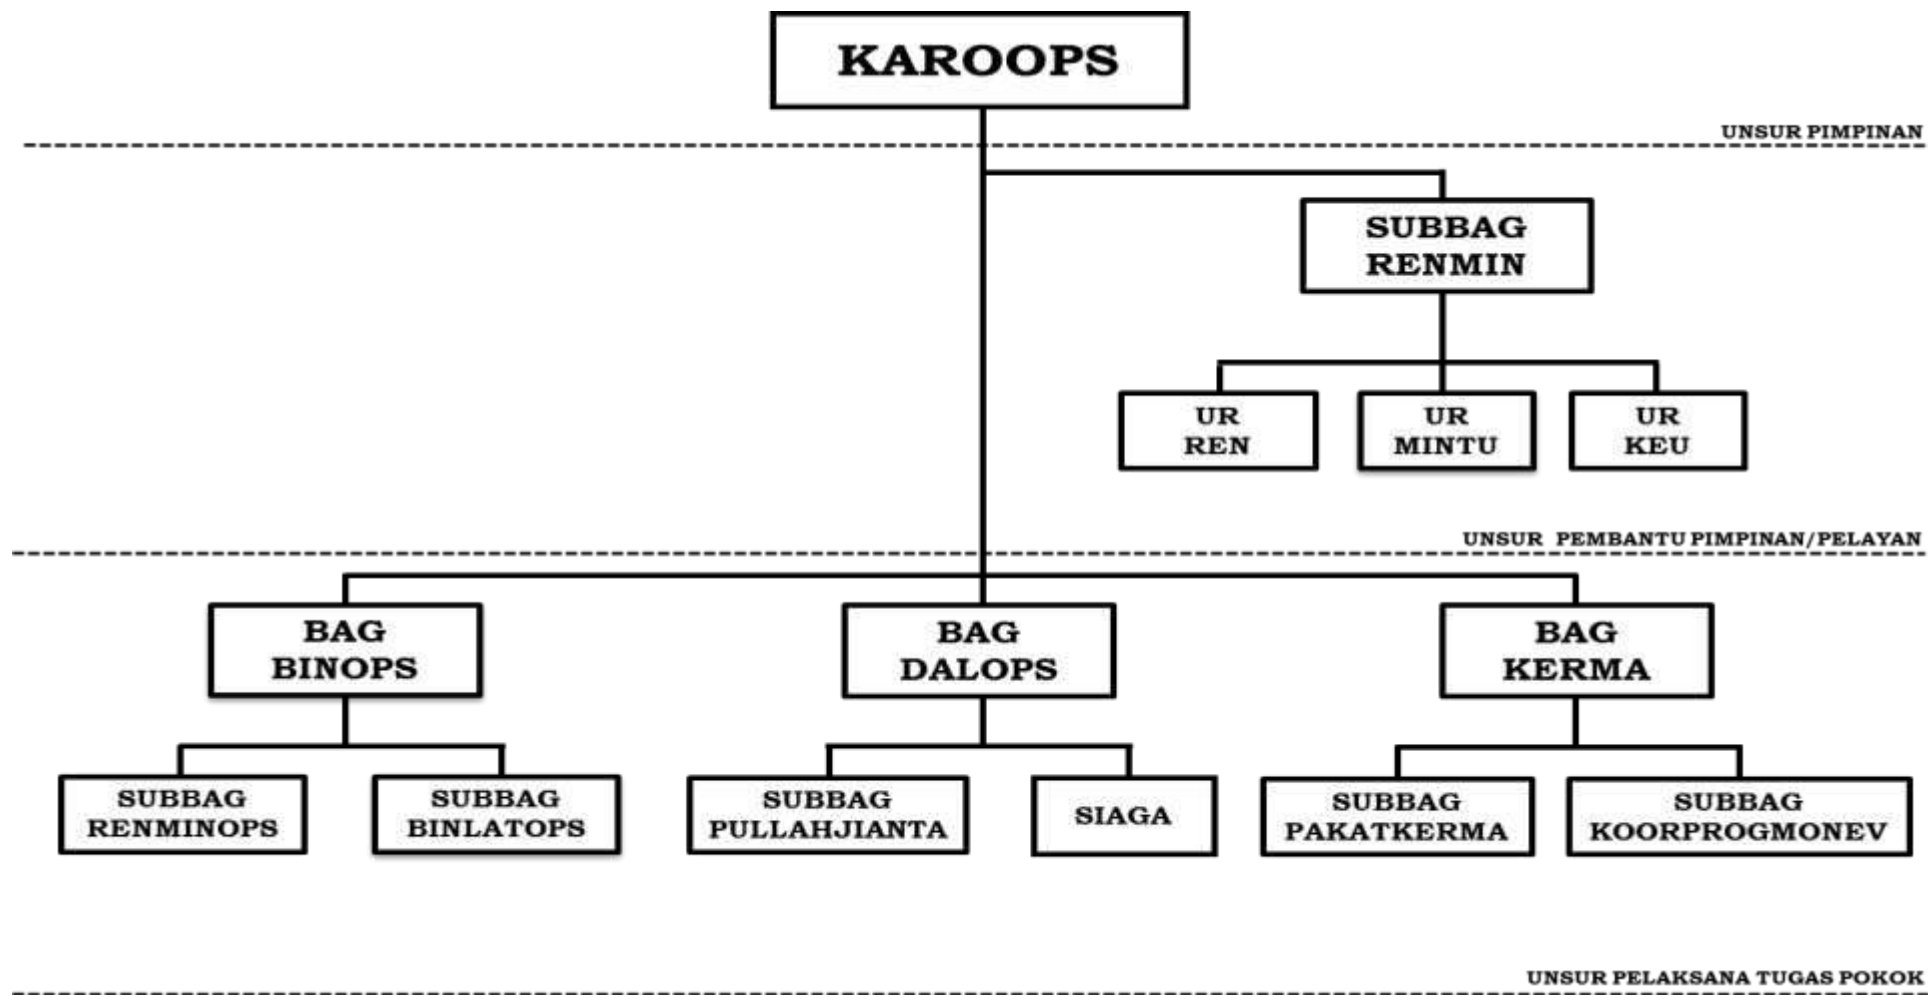 KAROOPS
UNSUR PIMPINAN
SUBBAG
RENMIN
UR
REN
UR
MINTU
UR
KEU
UNSUR PEMBANTU PIMPINAN/PELAYAN
BAG
BINOPS
BAG
DALOPS
BAG
KERMA
SUBBAG
RENMINOPS
SUBBAG
BINLATOPS
SUBBAG
PULLAHJIANTA
SIAGA
SUBBAG
PAKATKERMA
SUBBAG
KOORPROGMONEV
UNSUR PELAKSANA TUGAS POKOK